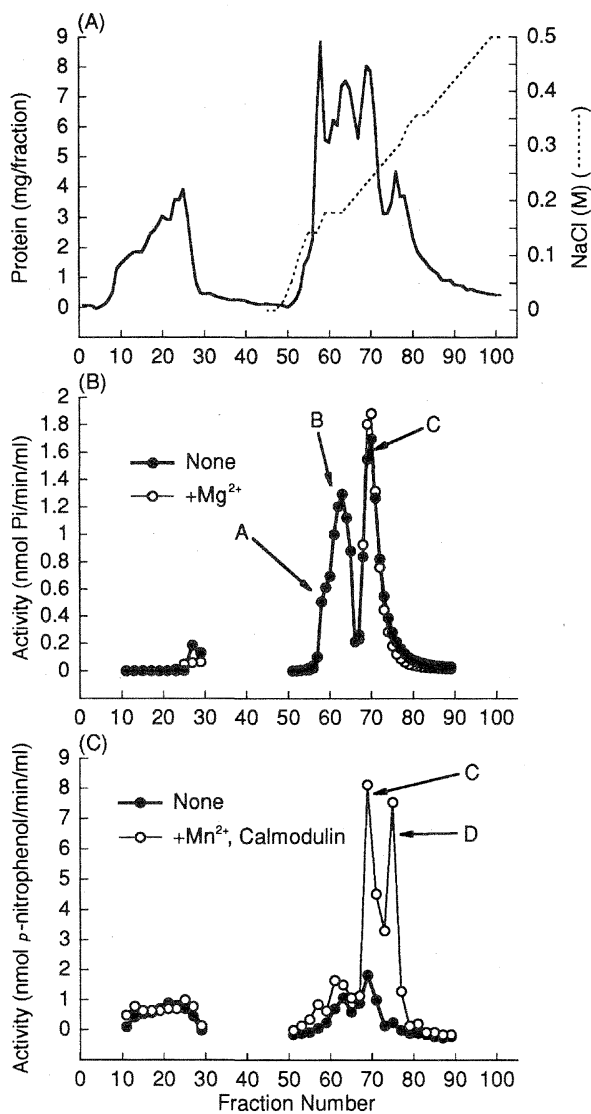 (A)
Protein (mg/fraction)
9
8
7
6
5
4
3
2
1
0
0.5
0.4
0.3
0.2
0.1
0
NaCl (M) (........)
0 10 20 30 40 50 60 70 80 90 100
(B)
Activity (nmol Pi/min/ml)
2
1.8
1.6
1.4
1.2
1
0.8
0.6
0.4
0.2
0
None
+Mg²⁺
A
B
C
0 10 20 30 40 50 60 70 80 90 100
(C)
Activity (nmol p-nitrophenol/min/ml)
9
8
7
6
5
4
3
2
1
0
None
+Mn²⁺, Calmodulin
C
D
0 10 20 30 40 50 60 70 80 90 100
Fraction Number